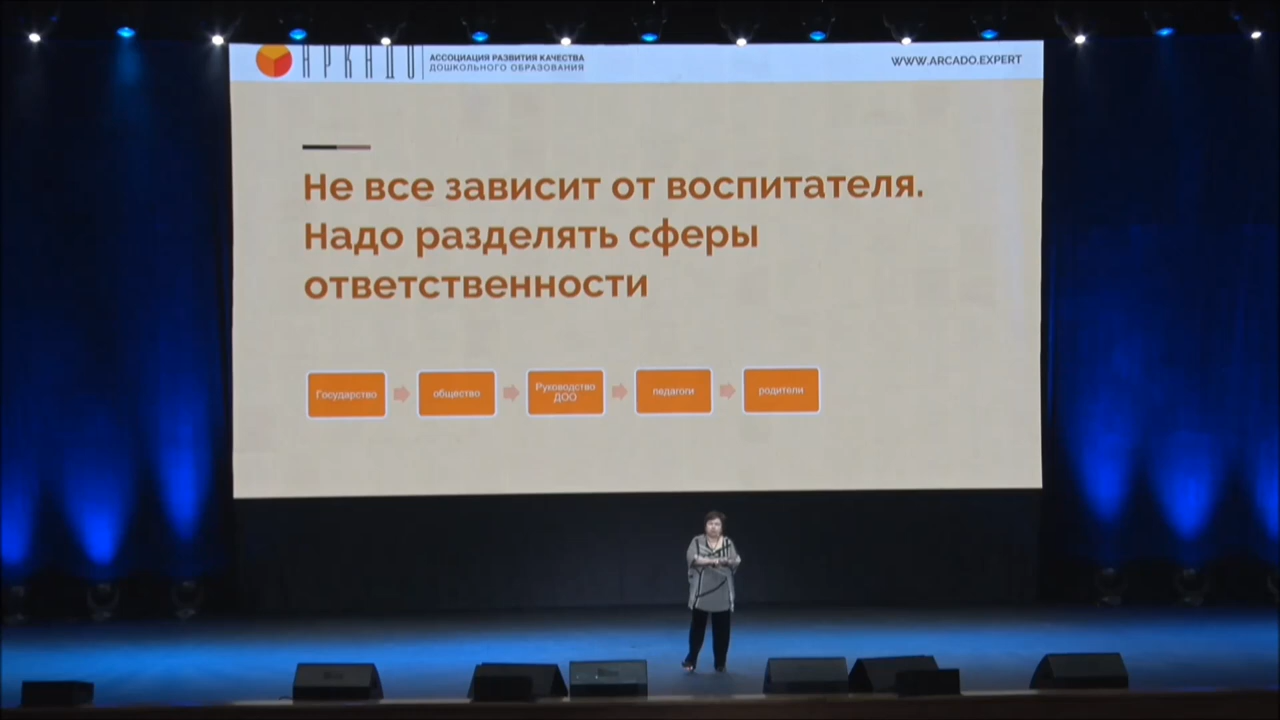 АРКАДО
АССОЦИАЦИЯ РАЗВИТИЯ КАЧЕСТВА
ДОШКОЛЬНОГО ОБРАЗОВАНИЯ
WWW.ARCADO.EXPERT
Не все зависит от воспитателя.
Надо разделять сферы
ответственности
Государство
общество
Руководство
ДОО
педагоги
родители